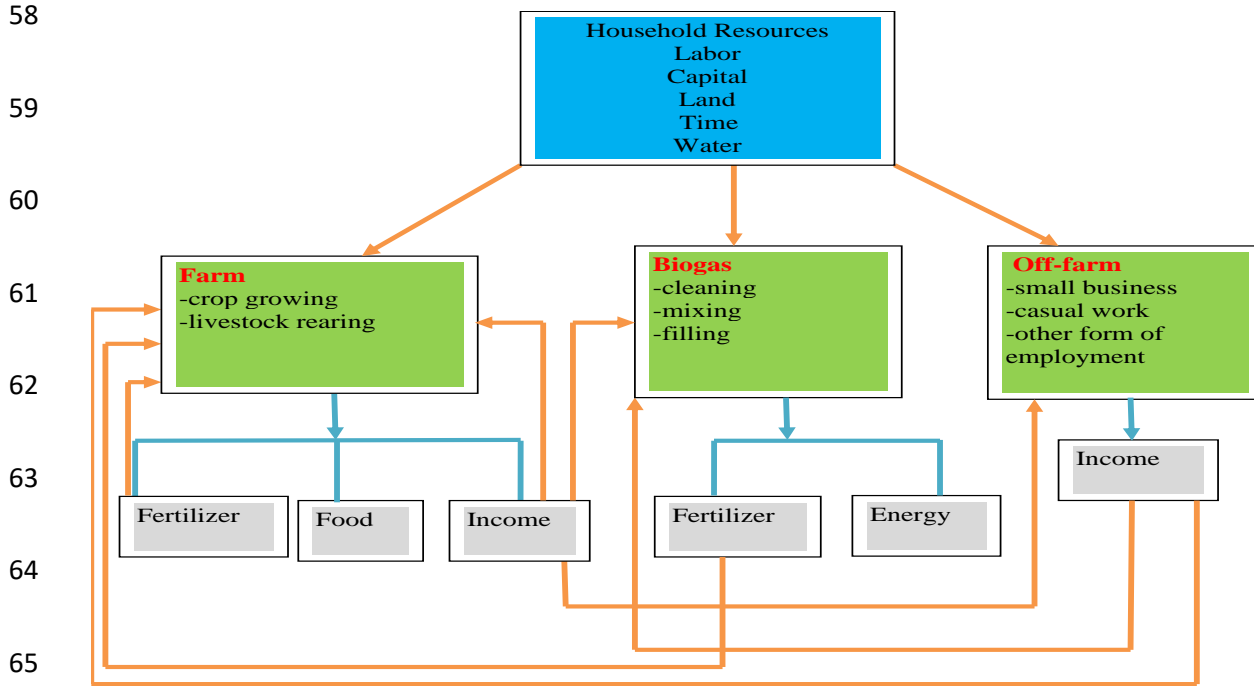 58
Household Resources
Labor
Capital
59
Land
Time
Water
60
Farm
-crop growing
-livestock rearing
Biogas
-cleaning
-mixing
-filling
Off-farm
-small business
-casual work
-other form of
employment
61
62
63
Fertilizer
Food
Income
Fertilizer
Energy
Income
64
65